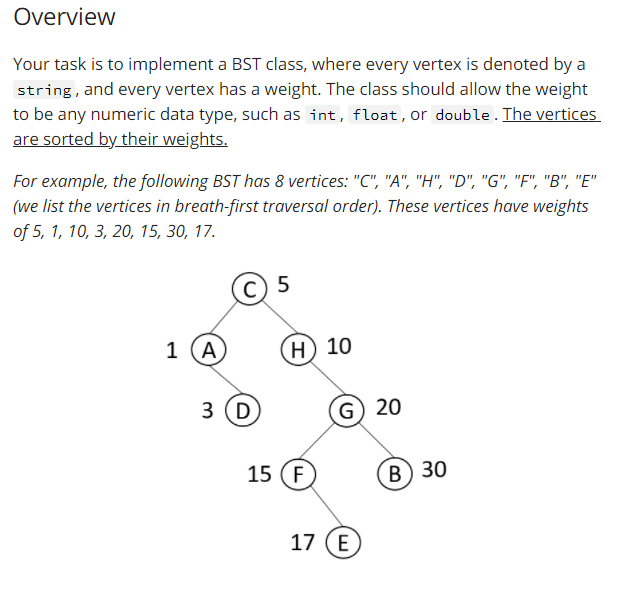 Overview
Your task is to implement a BST class, where every vertex is denoted by a
string, and every vertex has a weight. The class should allow the weight
to be any numeric data type, such as int, float, or double. The vertices
are sorted by their weights.
For example, the following BST has 8 vertices: "C", "A", "H", "D", "G", "F", "B", "E"
(we list the vertices in breath-first traversal order). These vertices have weights
of 5, 1, 10, 3, 20, 15, 30, 17.
C 5
1 A H 10
3 D G 20
15 F B 30
17 E